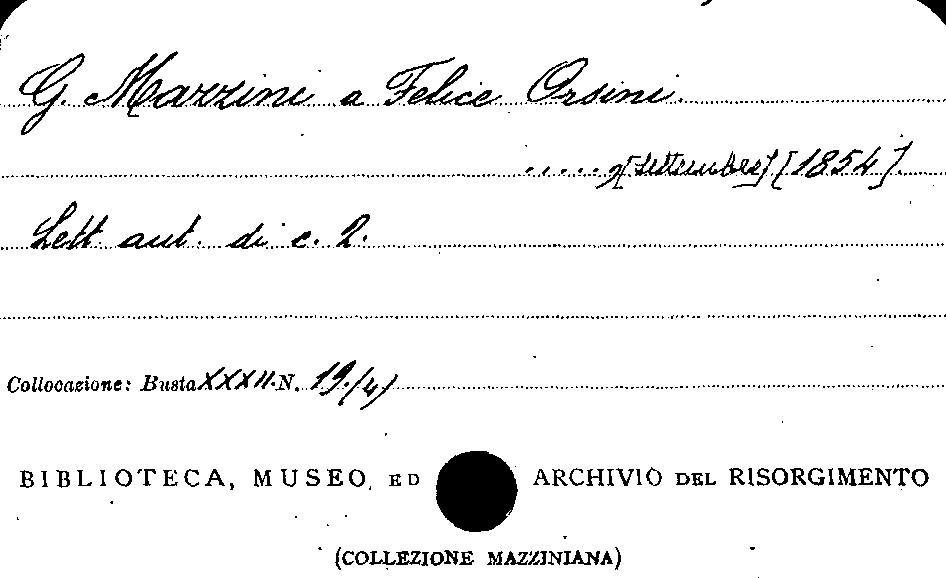 G. Mazzini a Felice Orsini.
..... 2 [settembre] [1854].
Lett. aut. di c. 2.
Collocazione: Busta XXXII. N. 19./4)
BIBLIOTECA, MUSEO, ED ARCHIVIO DEL RISORGIMENTO
(COLLEZIONE MAZZINIANA)